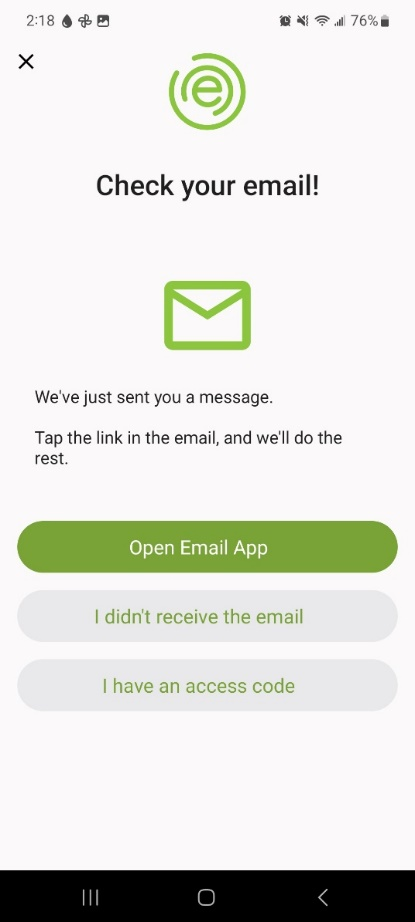 2:18 76%
e
Check your email!
We've just sent you a message.
Tap the link in the email, and we'll do the
rest.
Open Email App
I didn't receive the email
I have an access code